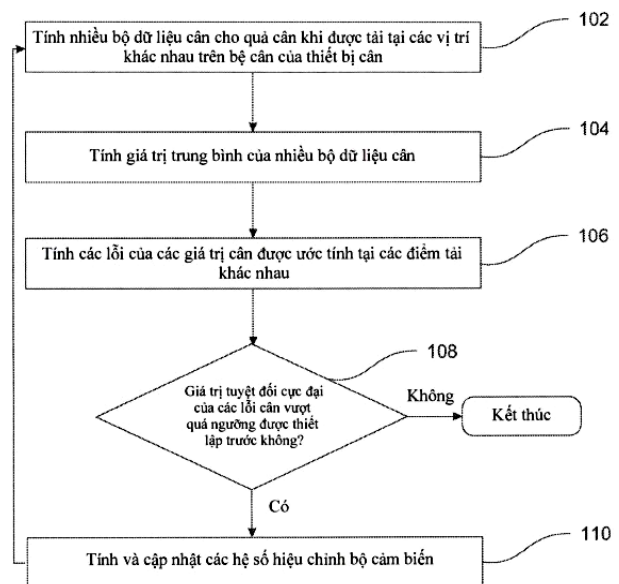 102
Tính nhiều bộ dữ liệu cân cho quả cân khi được tải tại các vị trí
khác nhau trên bệ cân của thiết bị cân
104
Tính giá trị trung bình của nhiều bộ dữ liệu cân
106
Tính các lỗi của các giá trị cân được ước tính tại các điểm tải
khác nhau
108
Giá trị tuyệt đối cực đại
của các lỗi cân vượt
quá ngưỡng được thiết
lập trước không?
Không
Kết thúc
Có
110
Tính và cập nhật các hệ số hiệu chỉnh bộ cảm biến